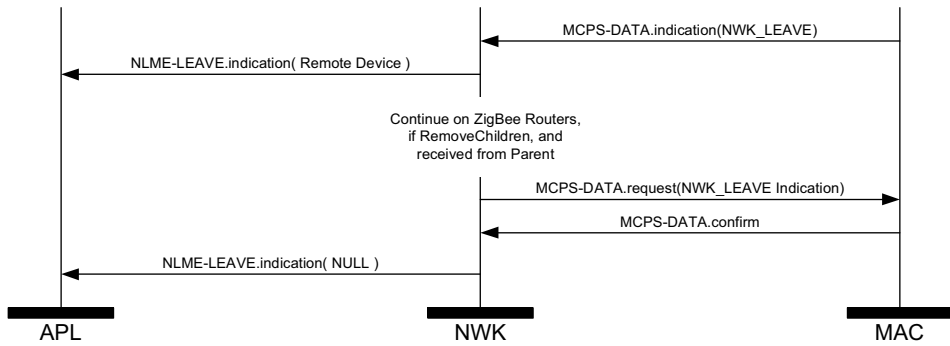 MCPS-DATA.indication(NWK_LEAVE)
NLME-LEAVE.indication( Remote Device )
Continue on ZigBee Routers,
if RemoveChildren, and
received from Parent
MCPS-DATA.request(NWK_LEAVE Indication)
MCPS-DATA.confirm
NLME-LEAVE.indication( NULL )
APL
NWK
MAC